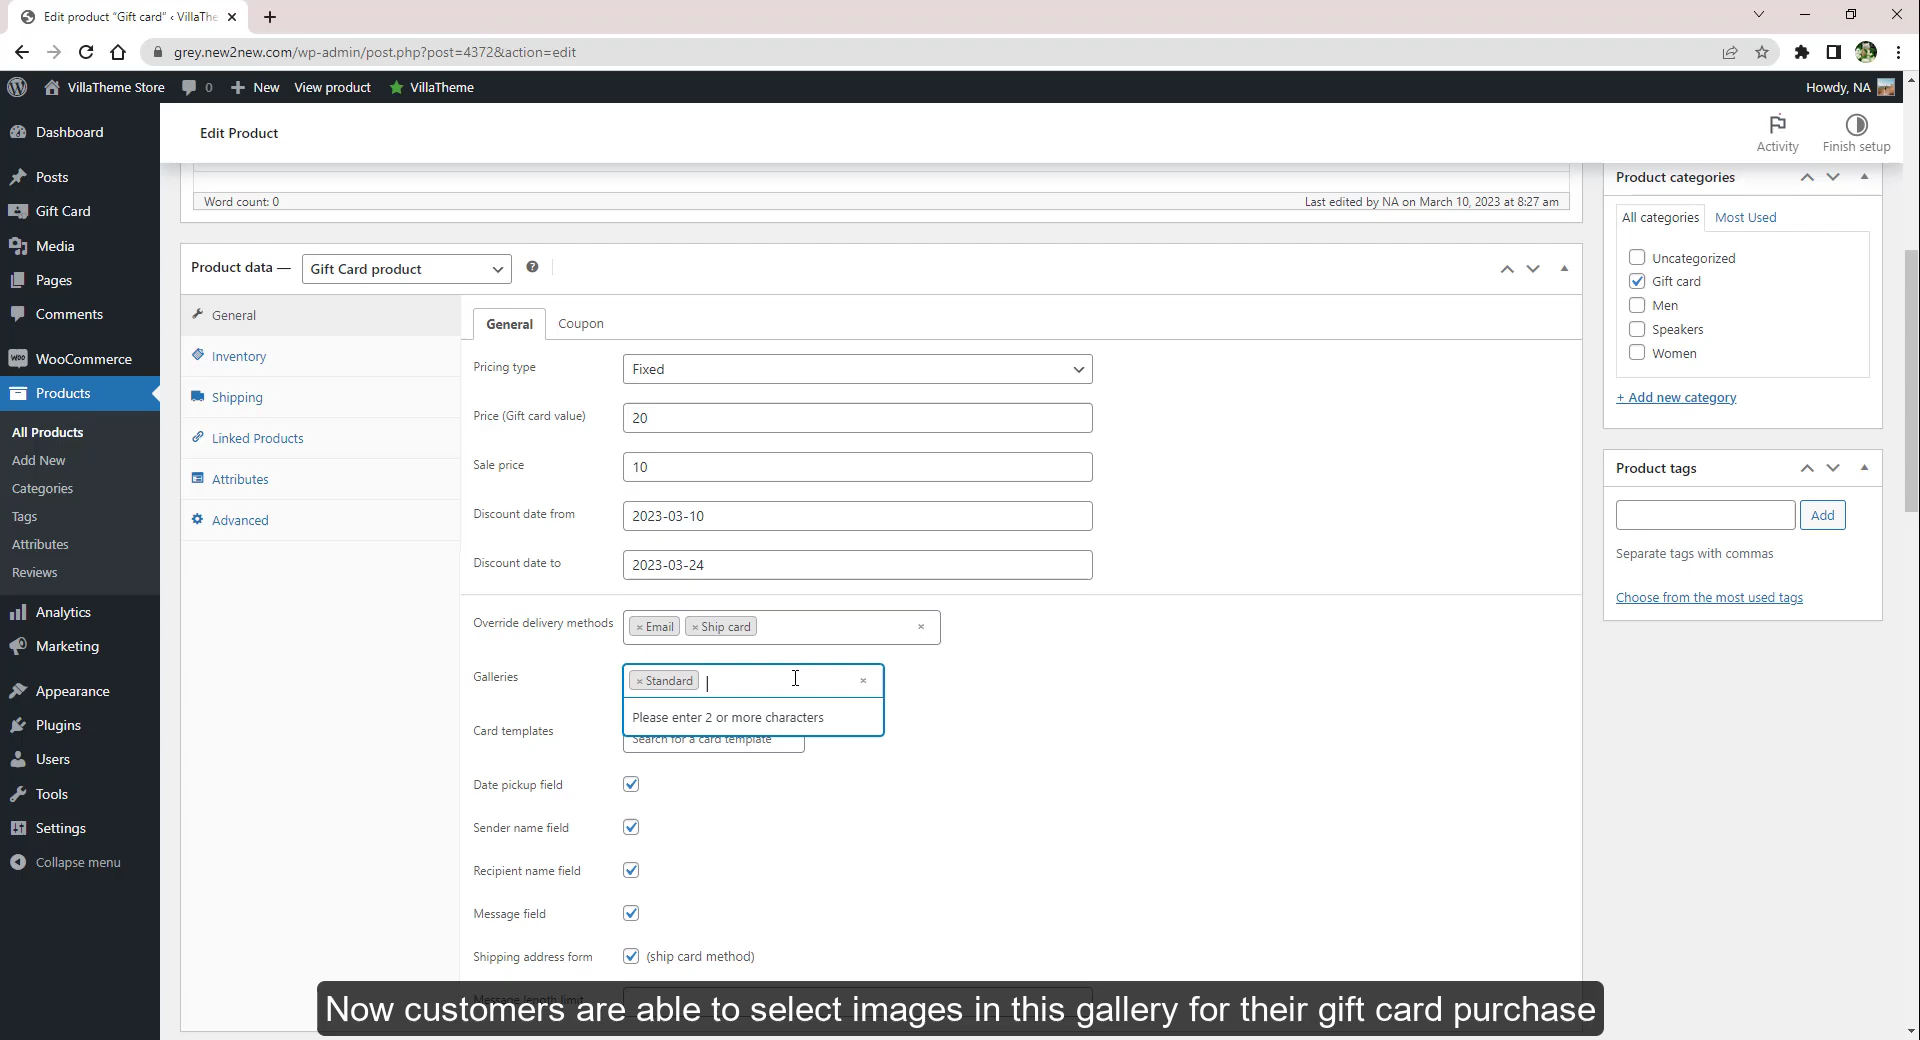 Edit product "Gift card" ‹ VillaThe
grey.new2new.com/wp-admin/post.php?post=4372&action=edit
VillaTheme Store 0 New View product VillaTheme
Howdy, NA
Dashboard
Posts
Gift Card
Media
Pages
Comments
WooCommerce
Products
All Products
Add New
Categories
Tags
Attributes
Reviews
Analytics
Marketing
Appearance
Plugins
Users
Tools
Settings
Collapse menu
Edit Product
Activity
Finish setup
Word count: 0
Last edited by NA on March 10, 2023 at 8:27 am
Product data —
Gift Card product
General
Inventory
Shipping
Linked Products
Attributes
Advanced
General Coupon
Pricing type
Fixed
Price (Gift card value)
20
Sale price
10
Discount date from
2023-03-10
Discount date to
2023-03-24
Override delivery methods
× Email × Ship card ×
Galleries
× Standard ×
Please enter 2 or more characters
Card templates
Search for a card template
Date pickup field
Sender name field
Recipient name field
Message field
Shipping address form
(ship card method)
Message length limit
Product categories
All categories Most Used
Uncategorized
Gift card
Men
Speakers
Women
+ Add new category
Product tags
Add
Separate tags with commas
Choose from the most used tags
Now customers are able to select images in this gallery for their gift card purchase